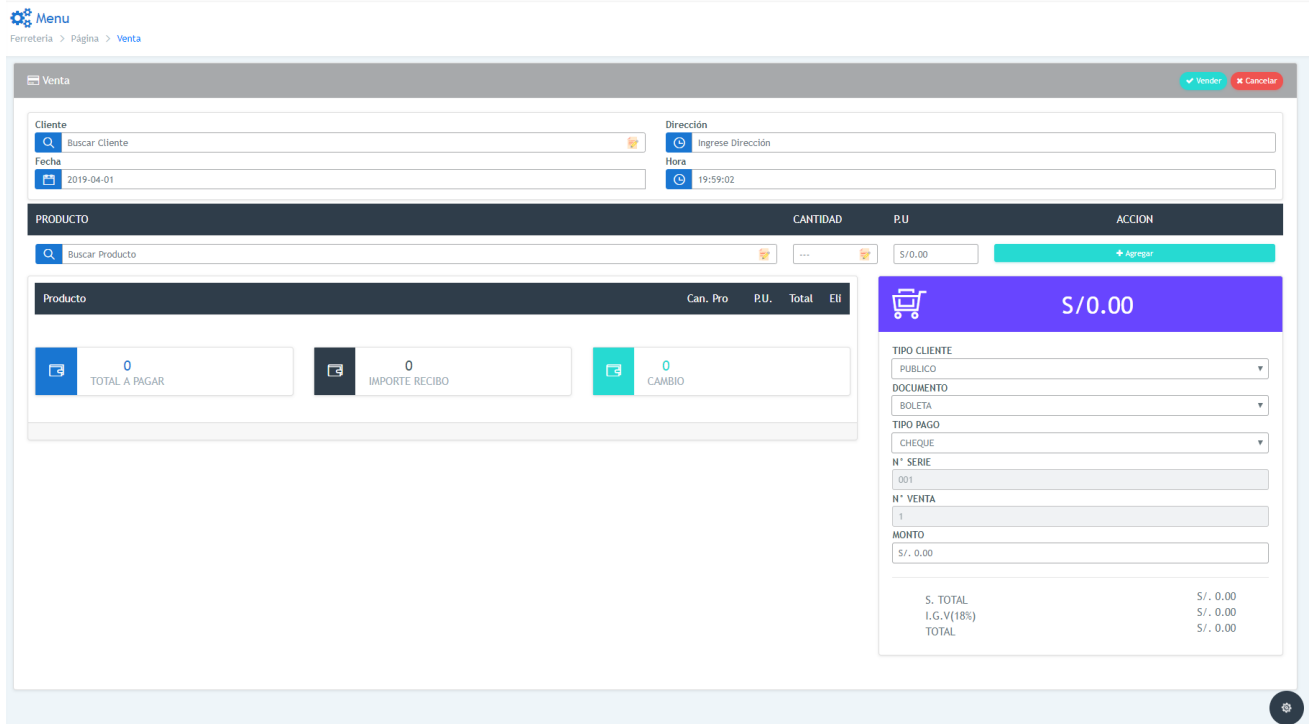 Menu
Ferreteria > Página > Venta
Venta
Vender
Cancelar
Cliente
Buscar Cliente
Dirección
Ingrese Dirección
Fecha
2019-04-01
Hora
19:59:02
PRODUCTO CANTIDAD P.U ACCION
Buscar Producto
---
S/0.00
Agregar
Producto Can. Pro P.U. Total Eli
0
TOTAL A PAGAR
0
IMPORTE RECIBO
0
CAMBIO
S/0.00
TIPO CLIENTE
PUBLICO
DOCUMENTO
BOLETA
TIPO PAGO
CHEQUE
N° SERIE
001
N° VENTA
1
MONTO
S/. 0.00
S. TOTAL S/. 0.00
I.G.V(18%) S/. 0.00
TOTAL S/. 0.00